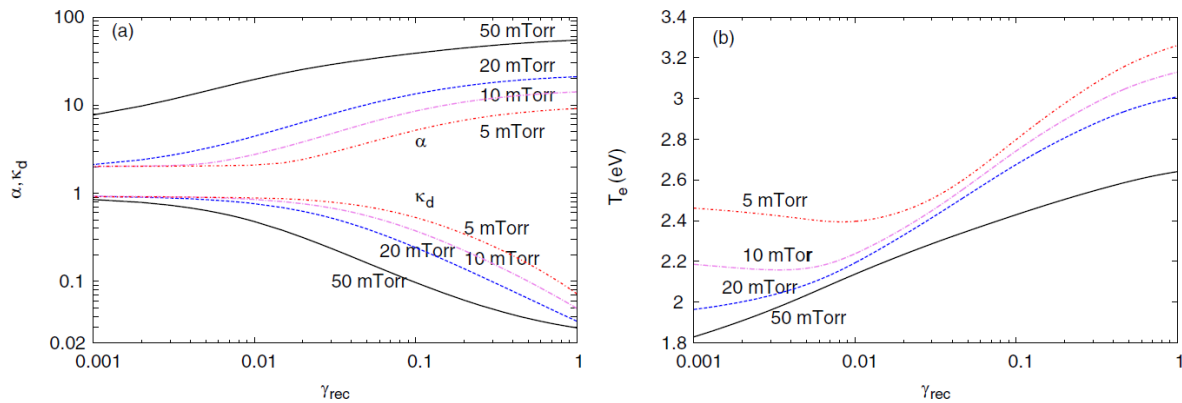 (a)
100
10
1
0.1
0.02
α, κd
50 mTorr
20 mTorr
10 mTorr
5 mTorr
α
κd
5 mTorr
20 mTorr
10 mTorr
50 mTorr
0.001
0.01
0.1
1
γrec
(b)
3.4
3.2
3
2.8
2.6
2.4
2.2
2
1.8
Te (eV)
5 mTorr
10 mTorr
20 mTorr
50 mTorr
0.001
0.01
0.1
1
γrec